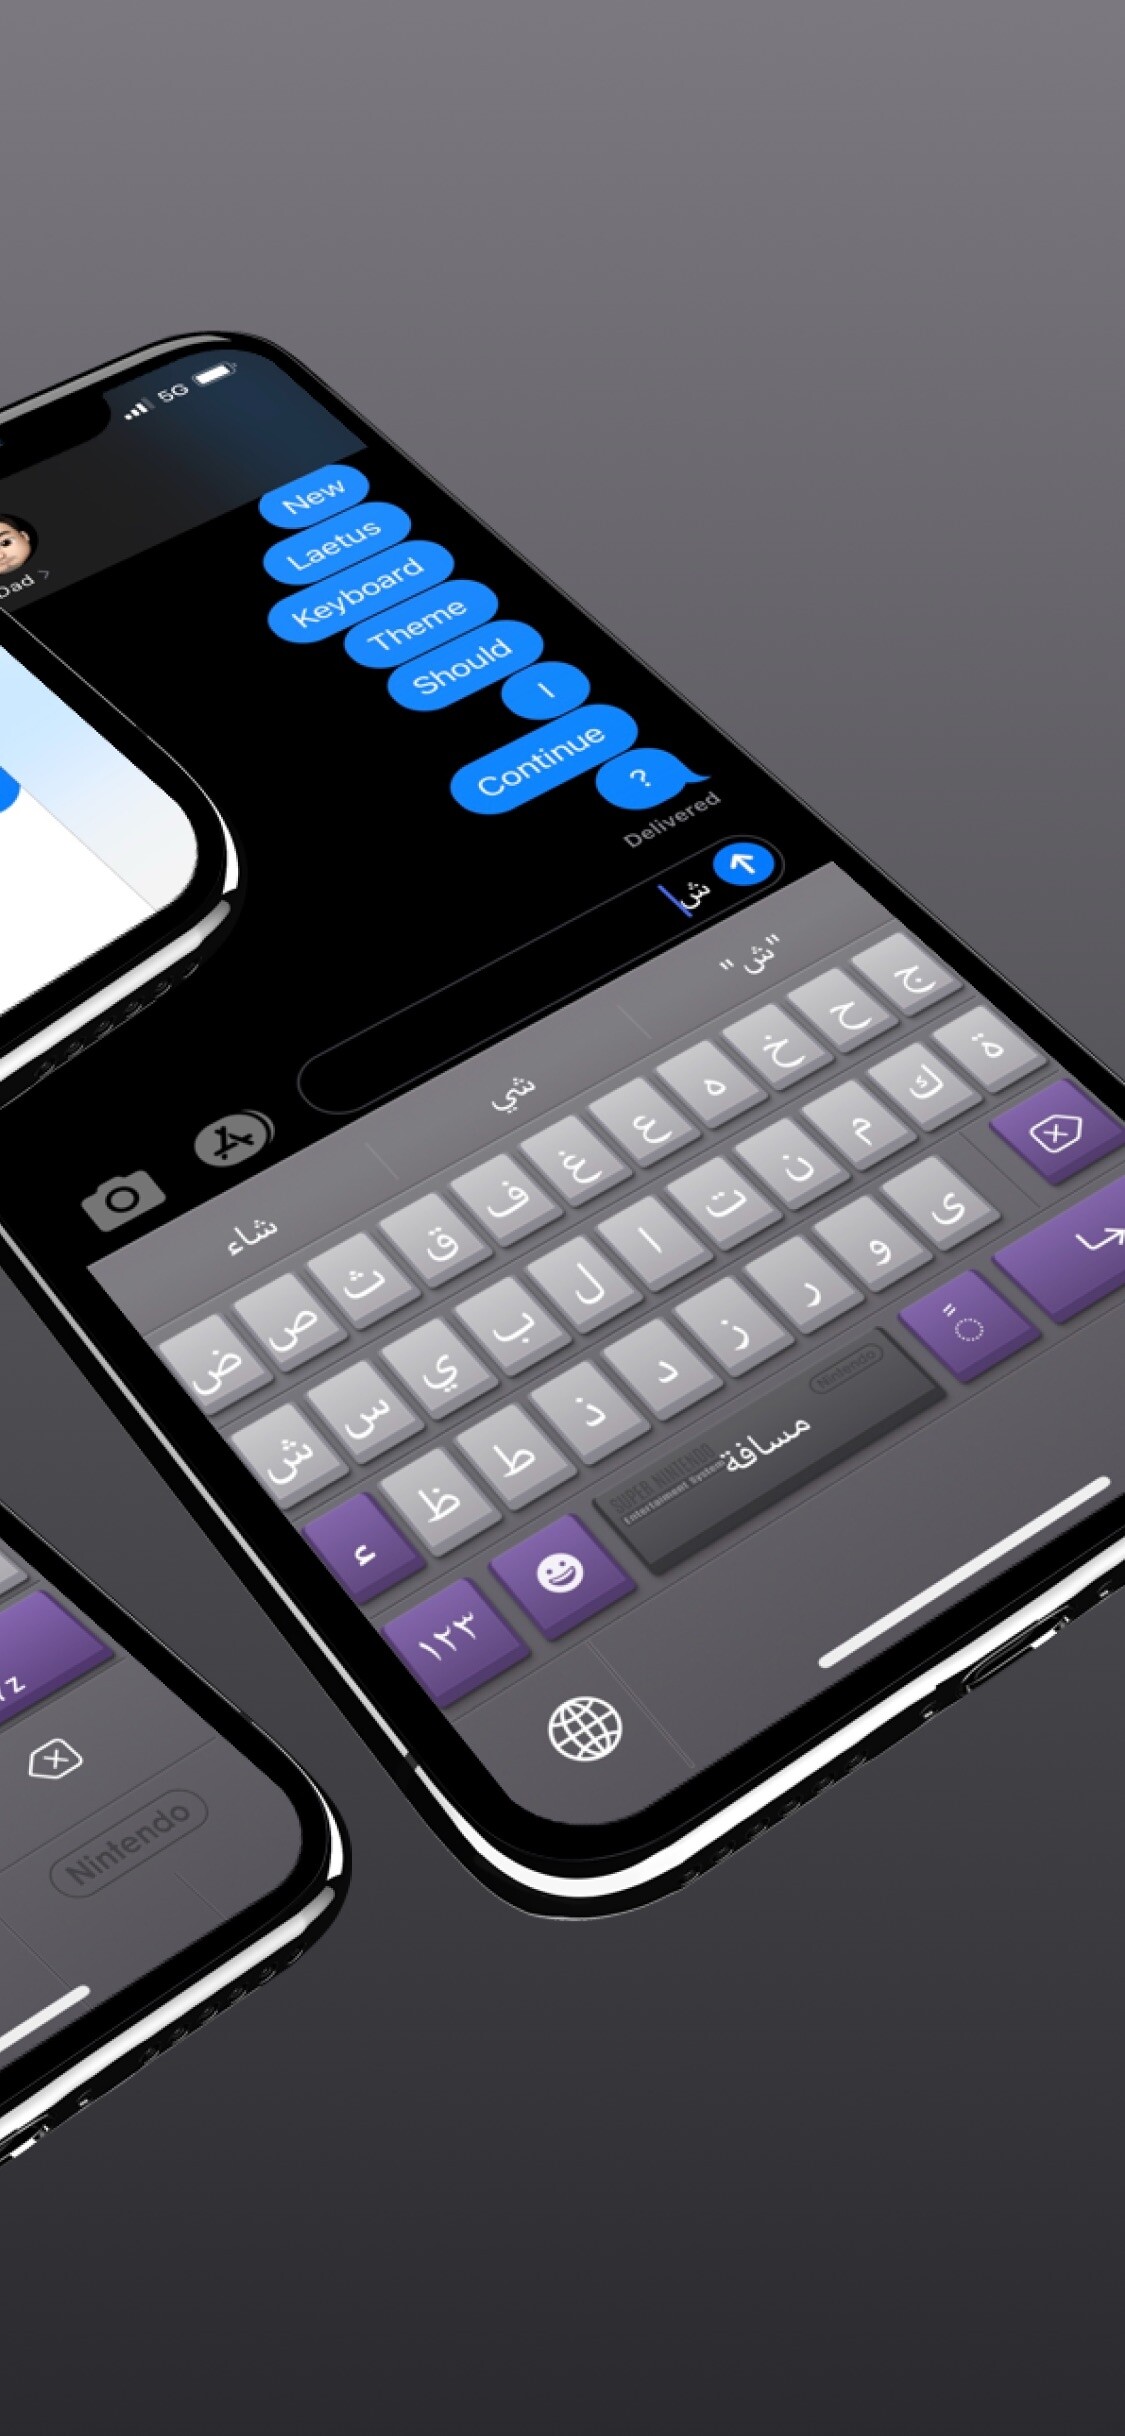 5G
Dad >
New
Laetus
Keyboard
Theme
Should
I
Continue
?
Delivered
ش
شاء شي "ش"
ض ص ث ق ف غ ع ه خ ح ج
ش س ي ب ل ا ت ن م ك ة
ء ظ ط ذ د ز ر و ى
١٢٣
SUPER NINTENDO
Entertainment System
مسافة
Nintendo
Nintendo